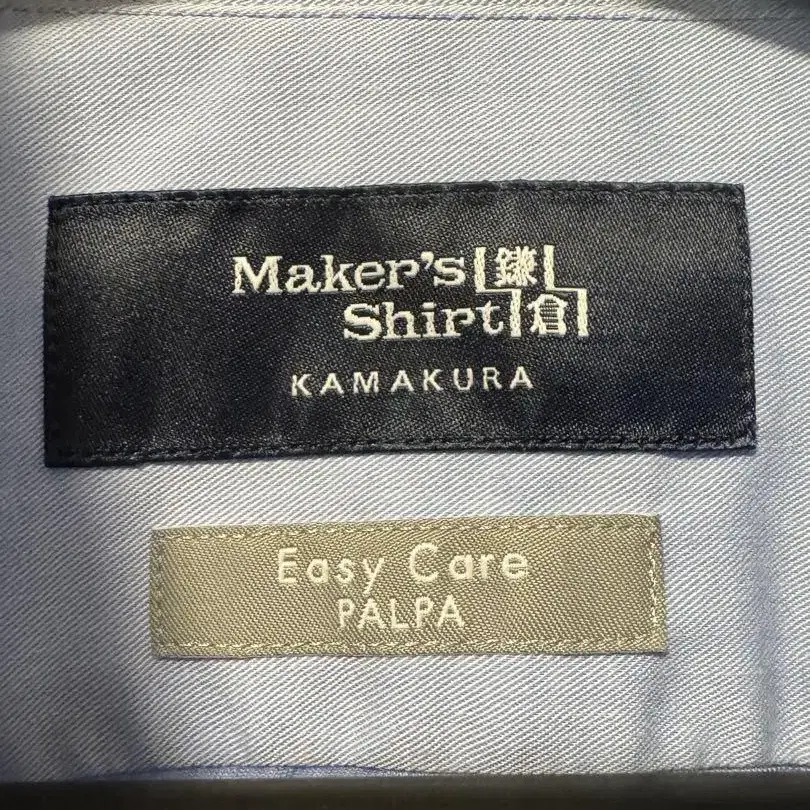 Maker's 鎌
Shirt 倉
KAMAKURA
Easy Care
PALPA